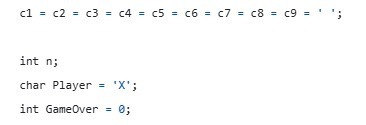 c1 = c2 = c3 = c4 = c5 = c6 = c7 = c8 = c9 = ' ';
int n;
char Player = 'X';
int GameOver = 0;